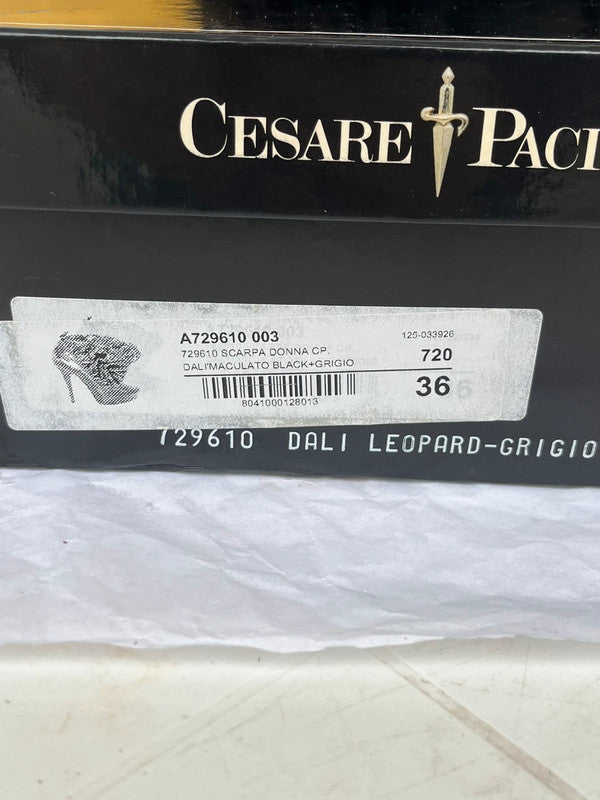 CESARE PACI
A729610 003
125-033926
729610 SCARPA DONNA CP.
720
DALI'MACULATO BLACK+GRIGIO
36
8041000128013
729610 DALI LEOPARD-GRIGIO